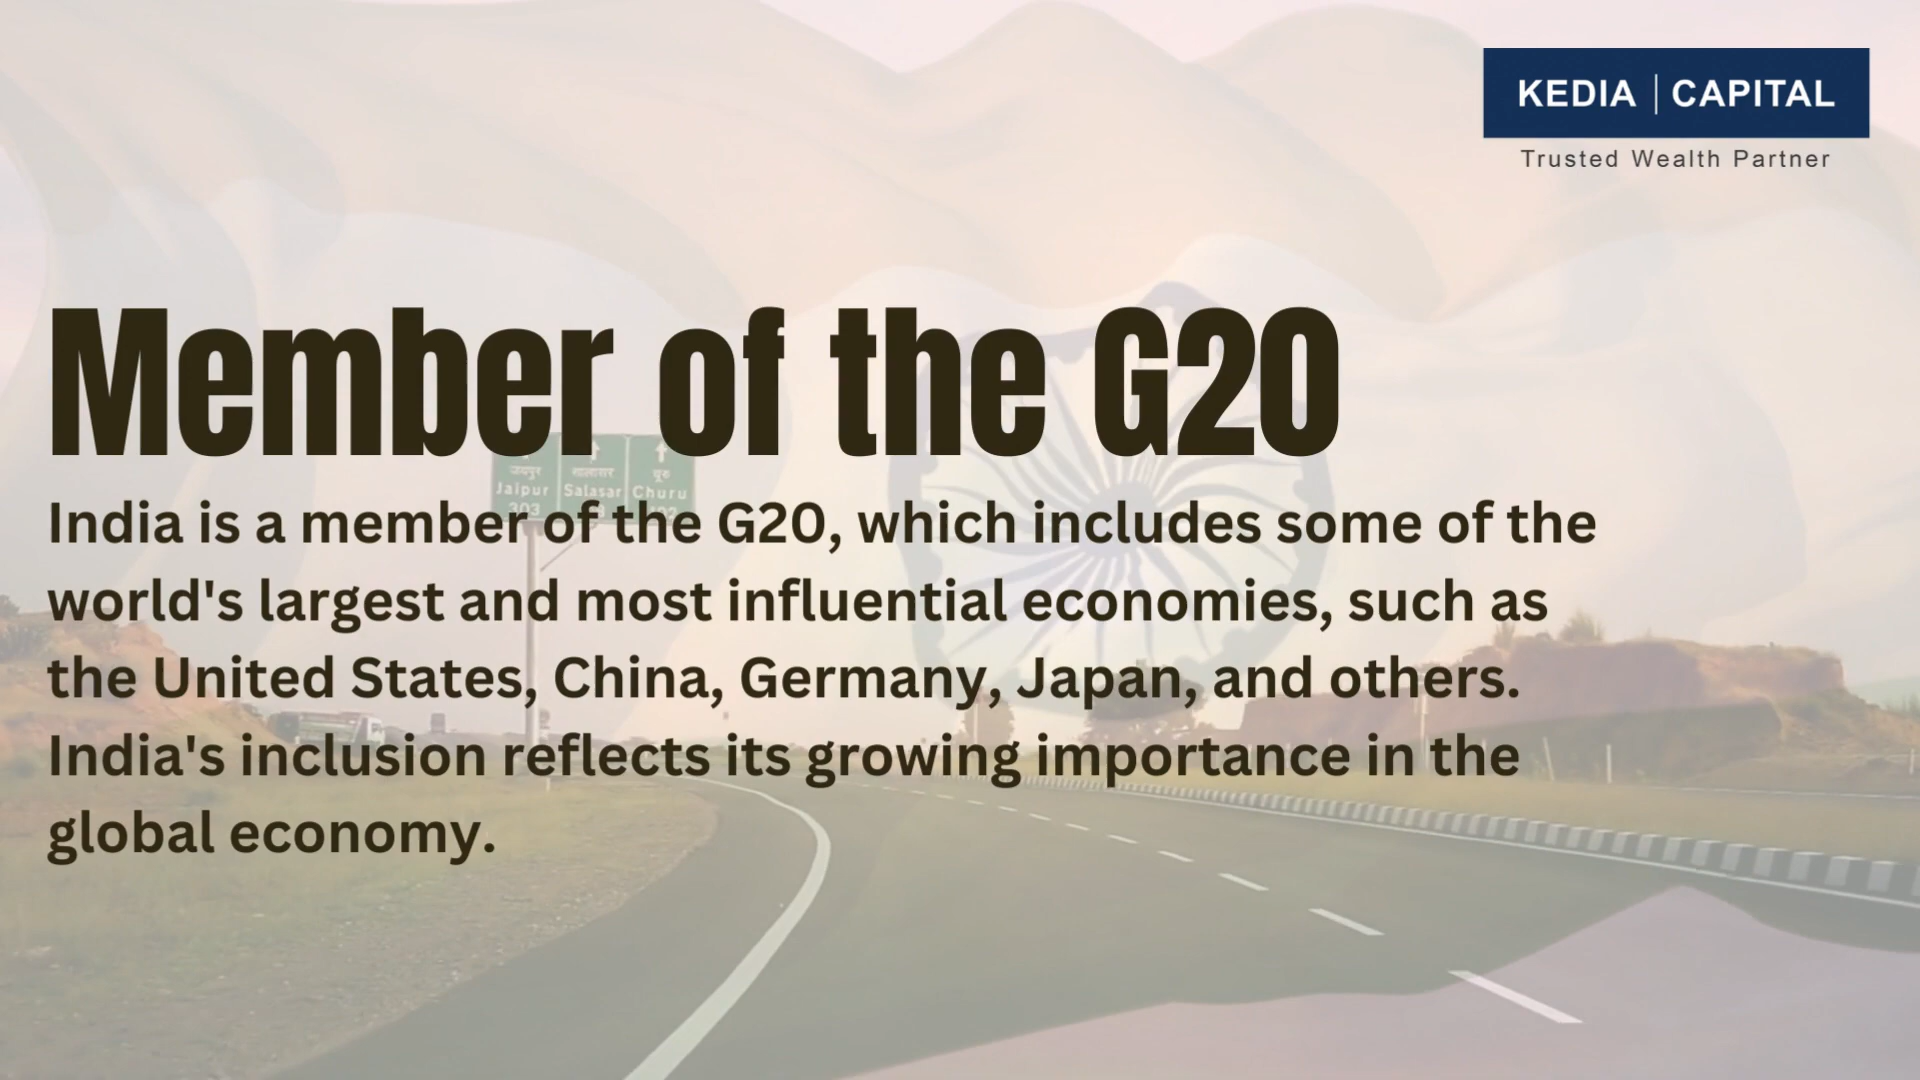 KEDIA | CAPITAL
Trusted Wealth Partner
Member of the G20
जयपुर सालासर चूरू
Jaipur Salasar Churu
303
India is a member of the G20, which includes some of the
world's largest and most influential economies, such as
the United States, China, Germany, Japan, and others.
India's inclusion reflects its growing importance in the
global economy.